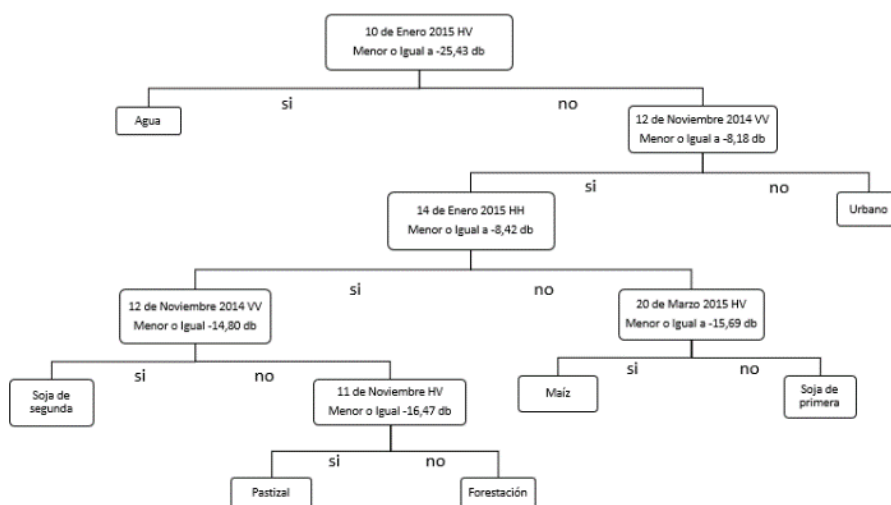 10 de Enero 2015 HV
Menor o Igual a -25,43 db
si
no
Agua
12 de Noviembre 2014 VV
Menor o Igual a -8,18 db
si
no
14 de Enero 2015 HH
Menor o Igual a -8,42 db
Urbano
si
no
12 de Noviembre 2014 VV
Menor o Igual -14,80 db
20 de Marzo 2015 HV
Menor o Igual a -15,69 db
si
no
si
no
Soja de
segunda
11 de Noviembre HV
Menor o Igual -16,47 db
Maíz
Soja de
primera
si
no
Pastizal
Forestación